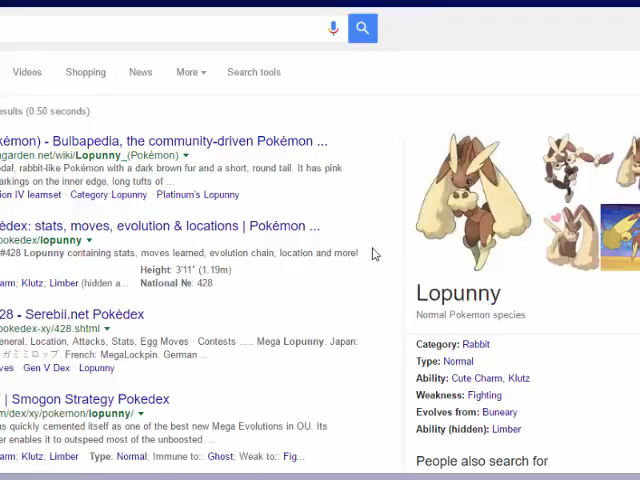 Videos Shopping News More Search tools
esults (0.50 seconds)
kémon) - Bulbapedia, the community-driven Pokémon ...
garden.net/wiki/Lopunny_(Pokémon)
edal, rabbit-like Pokémon with a dark brown fur and a short, round tail. It has pink
arkings on the inner edge, long tufts of ...
ion IV learnset · Category:Lopunny · Platinum's Lopunny
édex: stats, moves, evolution & locations | Pokémon ...
pokedex/lopunny
#428 Lopunny containing stats, moves learned, evolution chain, location and more!
Height: 3'11" (1.19m)
arm; Klutz; Limber (hidden a... National №: 428
28 - Serebii.net Pokédex
pokedex-xy/428.shtml
eneral, Location, Attacks, Stats, Egg Moves · Contests ..... Mega Lopunny. Japan:
ガミミロップ. French: MegaLockpin. German ...
ves · Gen V Dex · Lopunny
| Smogon Strategy Pokedex
m/dex/xy/pokemon/lopunny/
us quickly cemented itself as one of the best new Mega Evolutions in OU. Its
er enables it to outspeed most of the unboosted ...
arm; Klutz; Limber Type: Normal; Immune to:: Ghost; Weak to:: Fig...
Lopunny
Normal Pokemon species
Category: Rabbit
Type: Normal
Ability: Cute Charm, Klutz
Weakness: Fighting
Evolves from: Buneary
Ability (hidden): Limber
People also search for